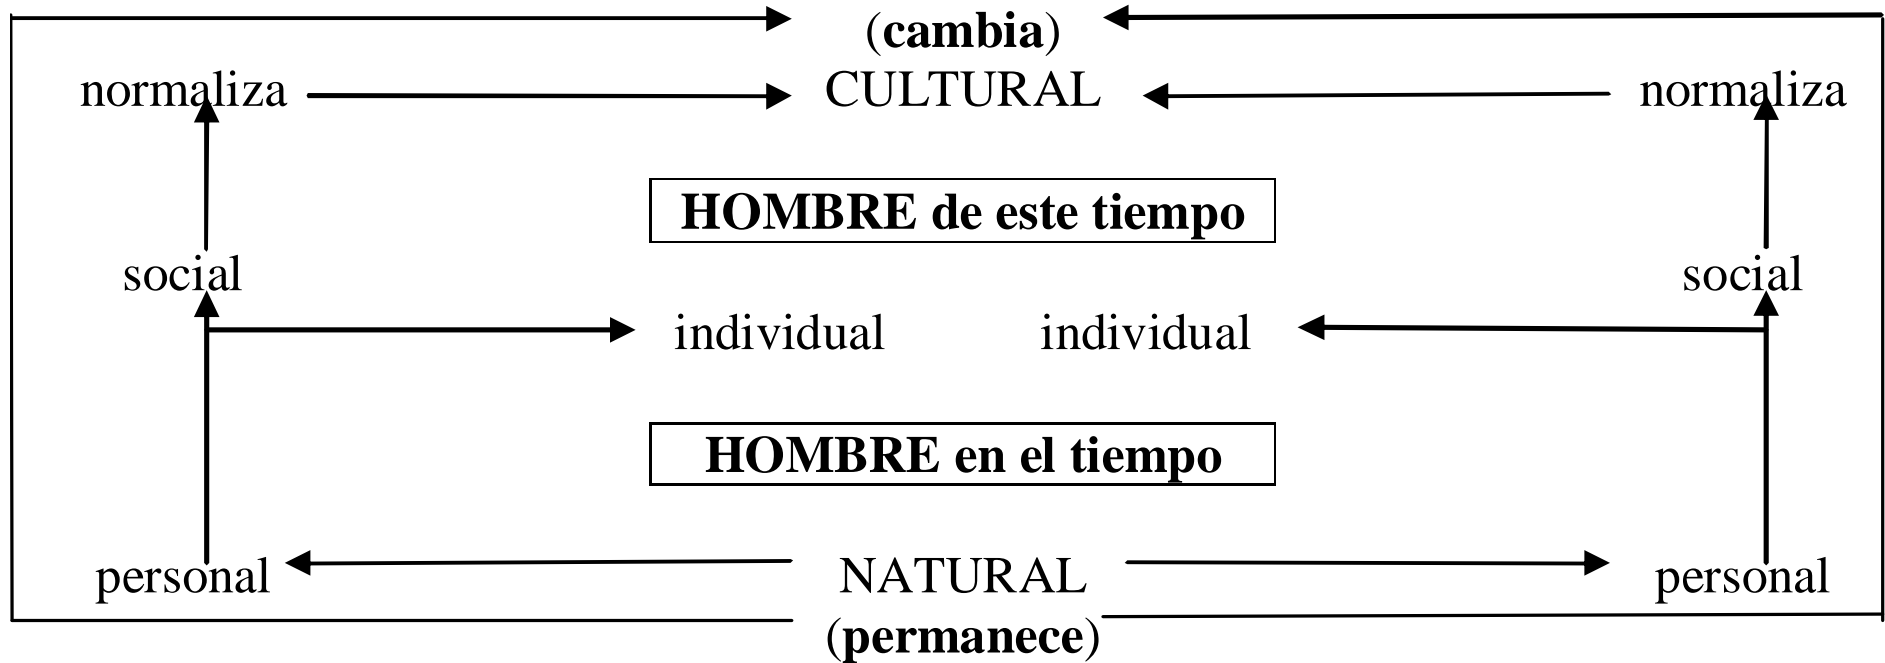 (cambia)
normaliza CULTURAL normaliza
HOMBRE de este tiempo
social social
individual individual
HOMBRE en el tiempo
personal NATURAL personal
(permanece)